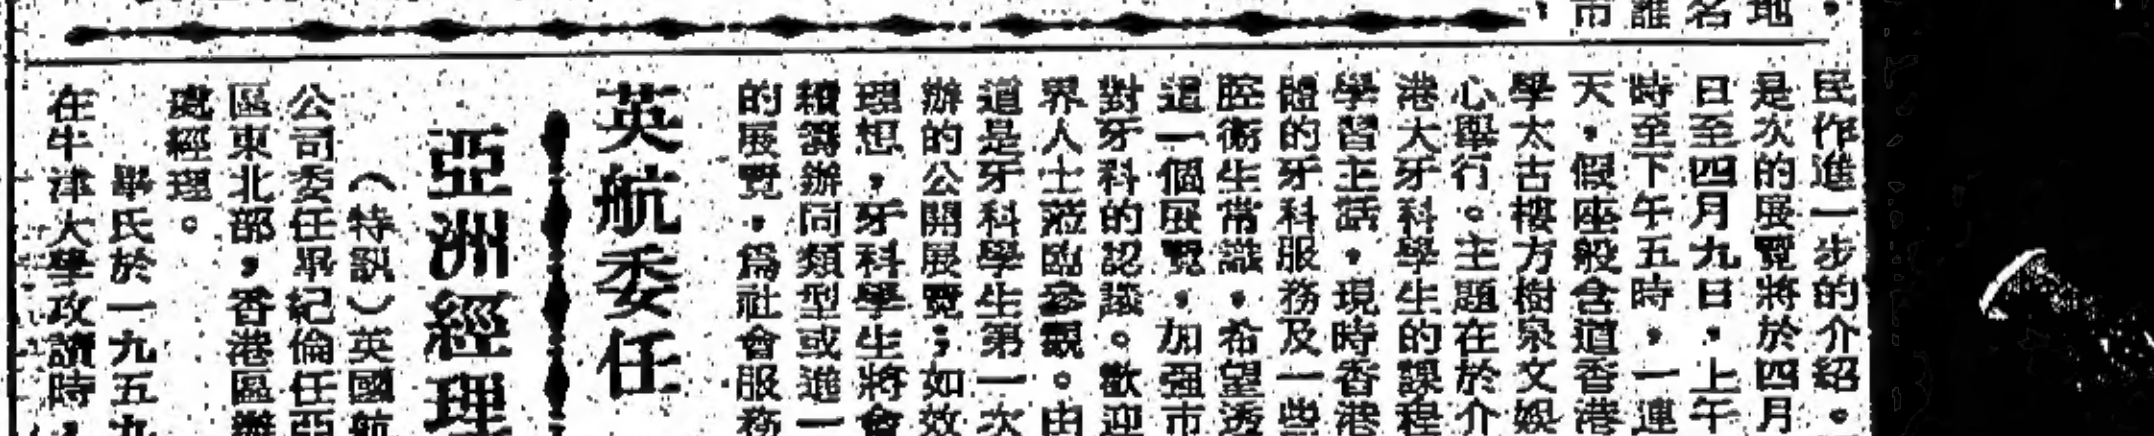 地，
名
誰
市
民作進一步的介紹。
是次的展覽將於四月
日至四月九日，上午
時至下午五時，一連
天，假座般含道香港
學太古樓方樹泉文娛
心舉行。主題在於介
港大牙科學生的課程
學習主話，現時香港
體的牙科服務及一些
腔衛生常識，希望透
這一個展覽，加强市
對牙科的認識。歡迎
界人士蒞臨參觀。由
道是牙科學生第一次
辦的公開展覽；如效
理想，牙科學生將會
續籌辦同類型或進一
的展覽，爲社會服務
英航委任
亞洲經理
（特訊）英國航
公司委任畢紀倫任亞
區東北部，香港區辦
處經理。
畢氏於一九五九
在牛津大學攻讀時，